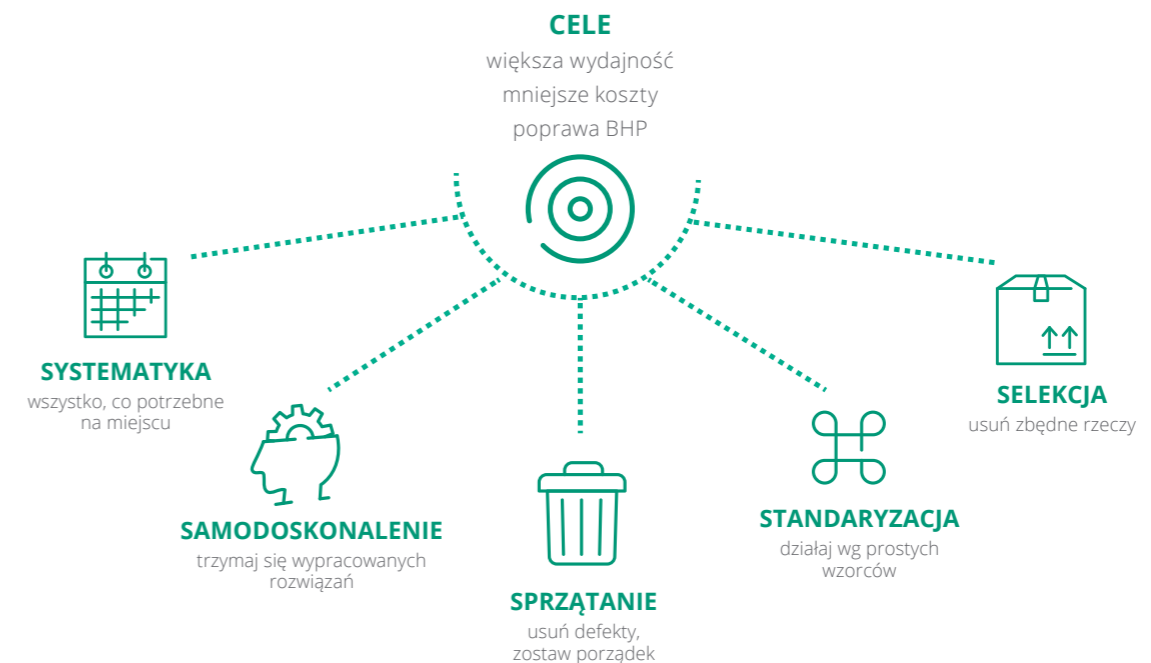 CELE
większa wydajność
mniejsze koszty
poprawa BHP
SYSTEMATYKA
wszystko, co potrzebne
na miejscu
SAMODOSKONALENIE
trzymaj się wypracowanych
rozwiązań
SPRZĄTANIE
usuń defekty,
zostaw porządek
STANDARYZACJA
działaj wg prostych
wzorców
SELEKCJA
usuń zbędne rzeczy